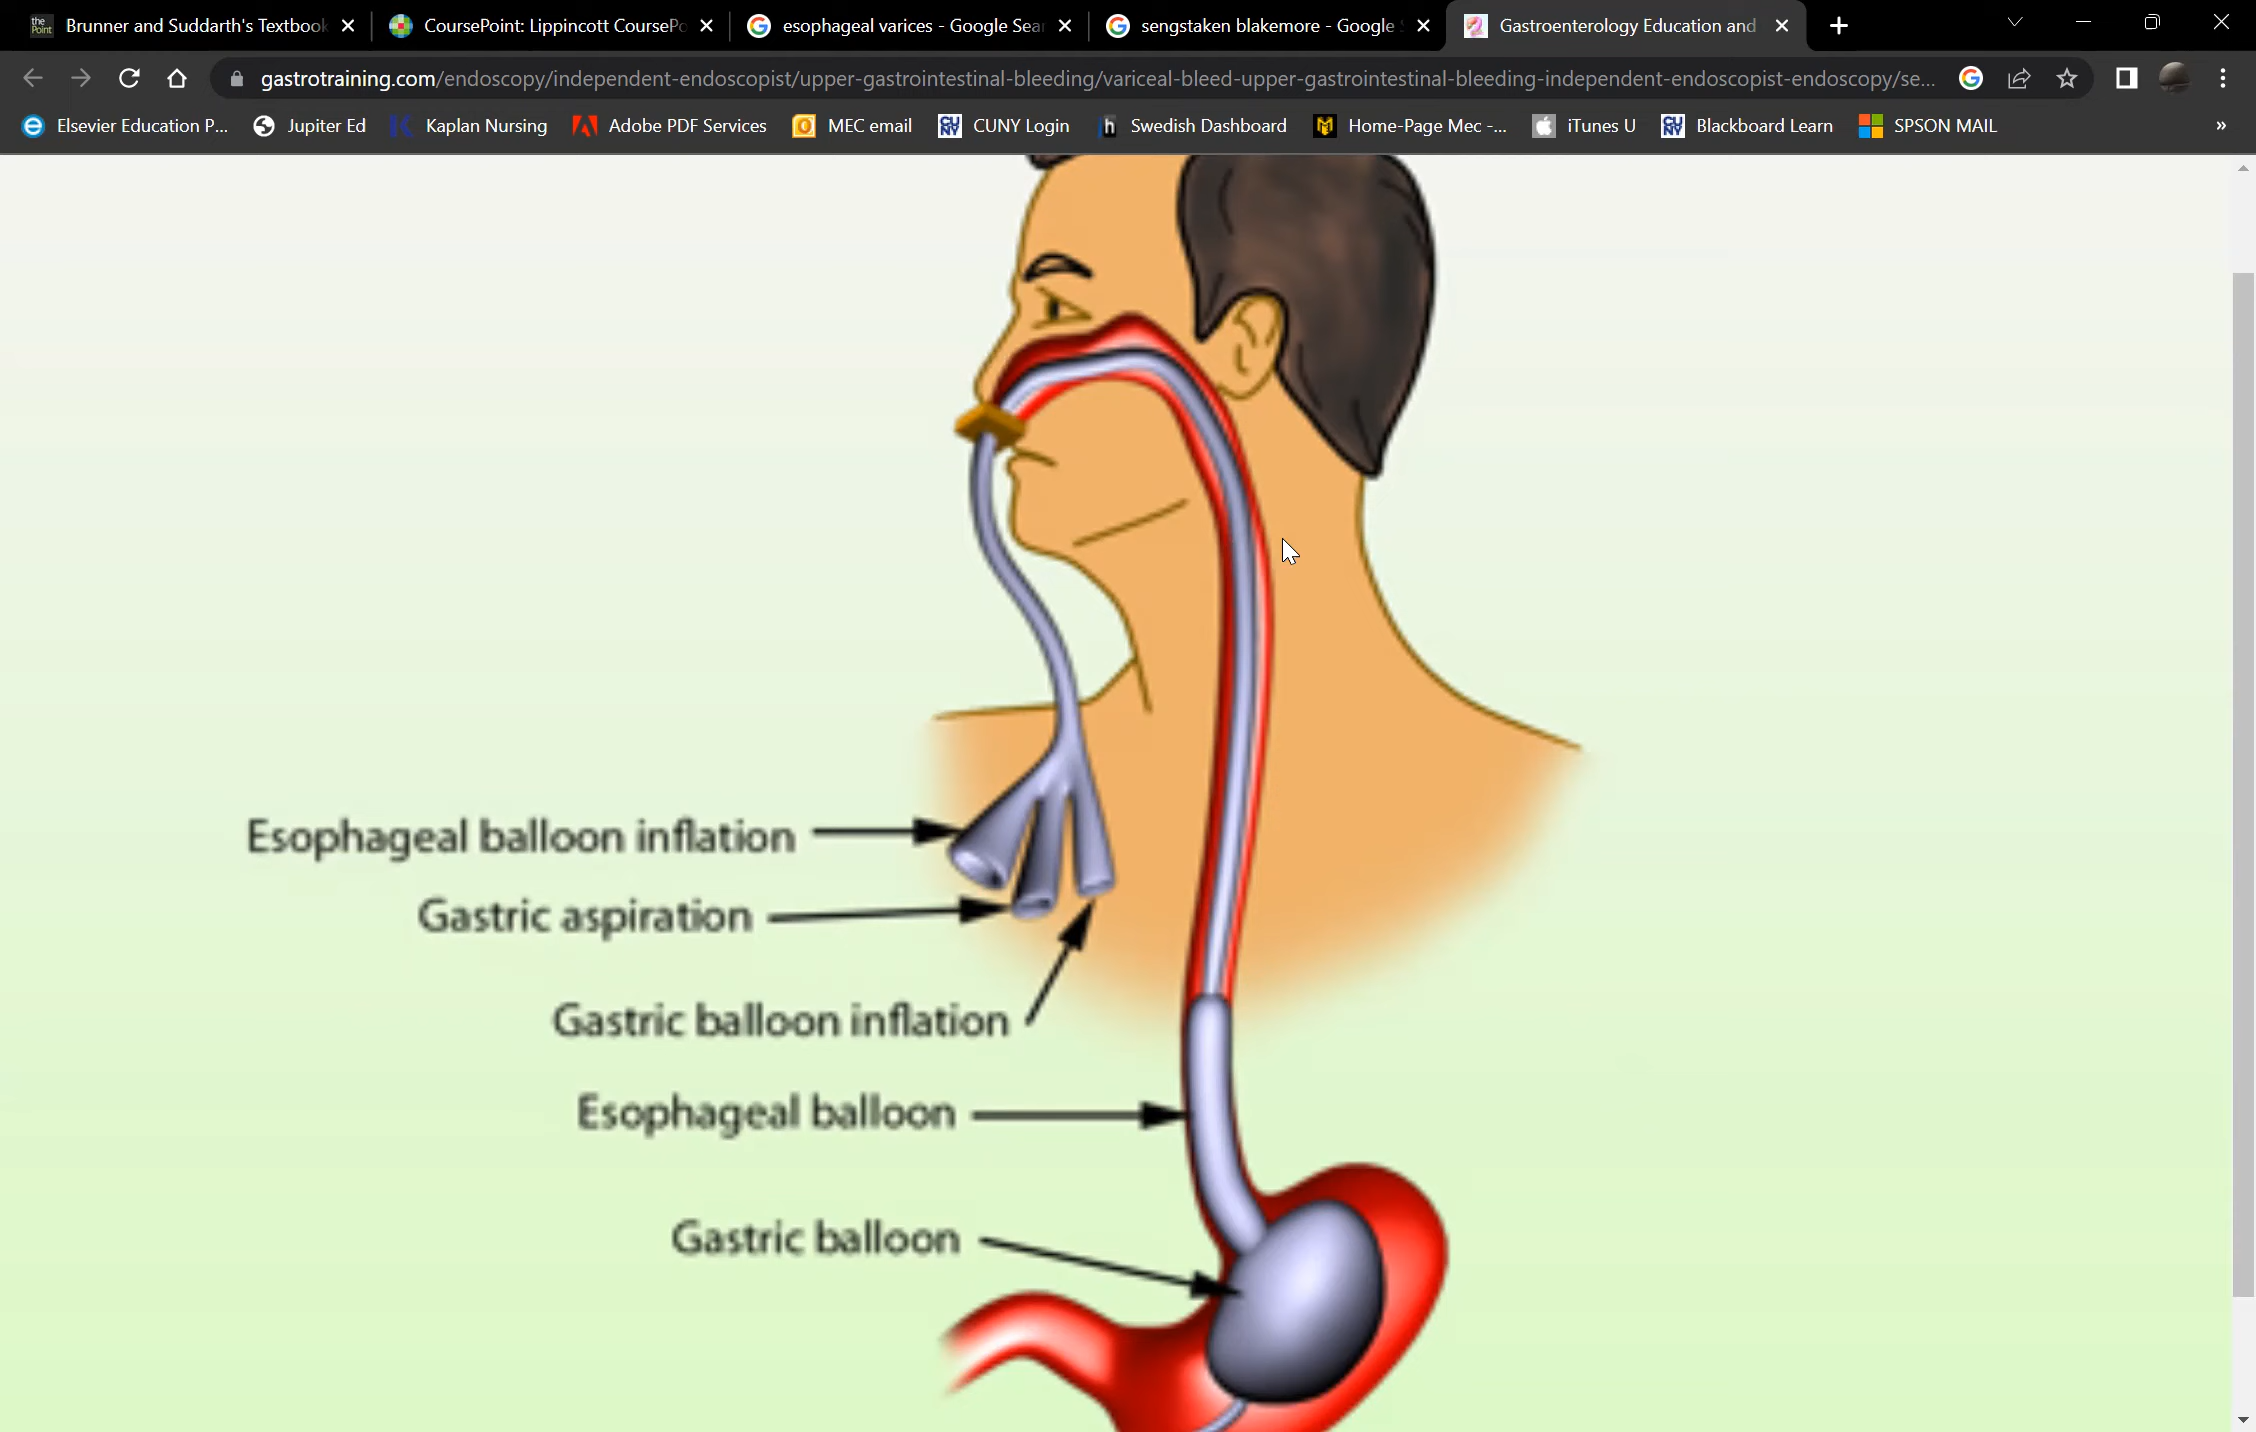 the Point
Brunner and Suddarth's Textbook
CoursePoint: Lippincott CoursePo
esophageal varices - Google Sear
sengstaken blakemore - Google
Gastroenterology Education and
gastrotraining.com/endoscopy/independent-endoscopist/upper-gastrointestinal-bleeding/variceal-bleed-upper-gastrointestinal-bleeding-independent-endoscopist-endoscopy/se...
Elsevier Education P...
Jupiter Ed
Kaplan Nursing
Adobe PDF Services
MEC email
CUNY Login
Swedish Dashboard
Home-Page Mec -...
iTunes U
Blackboard Learn
SPSON MAIL
Esophageal balloon inflation
Gastric aspiration
Gastric balloon inflation
Esophageal balloon
Gastric balloon